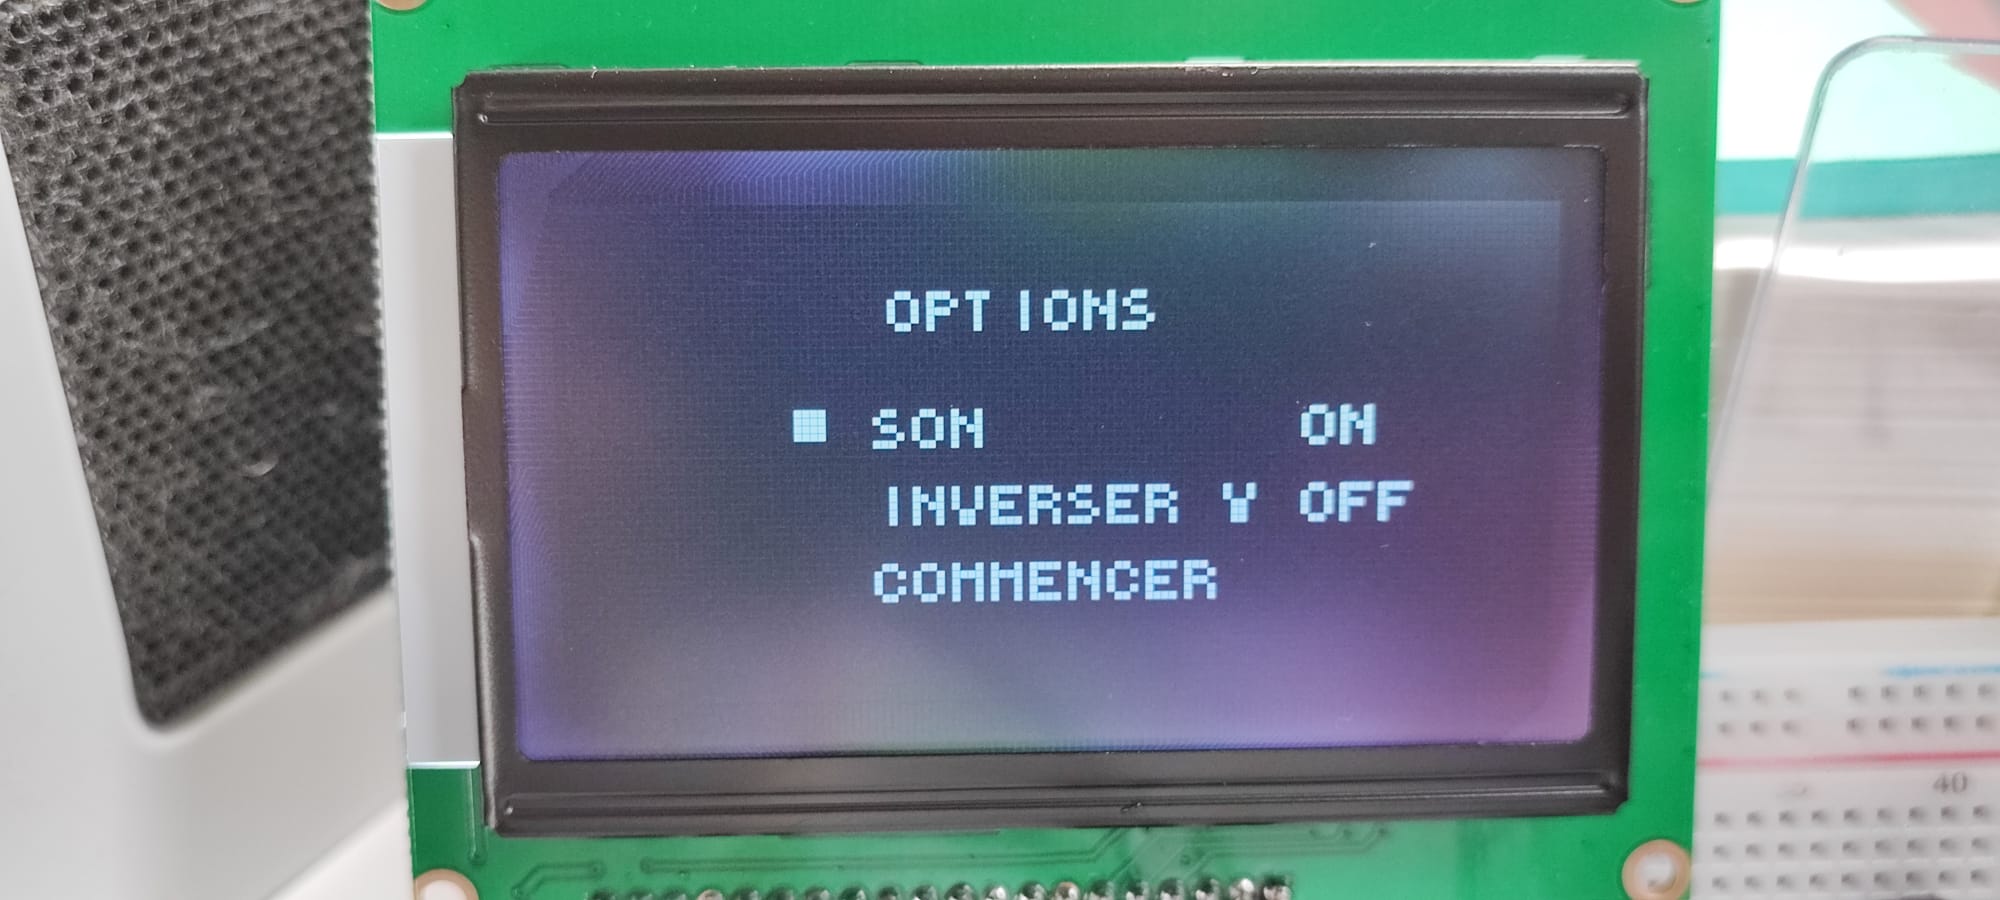 OPTIONS
SON ON
INVERSER Y OFF
COMMENCER
40